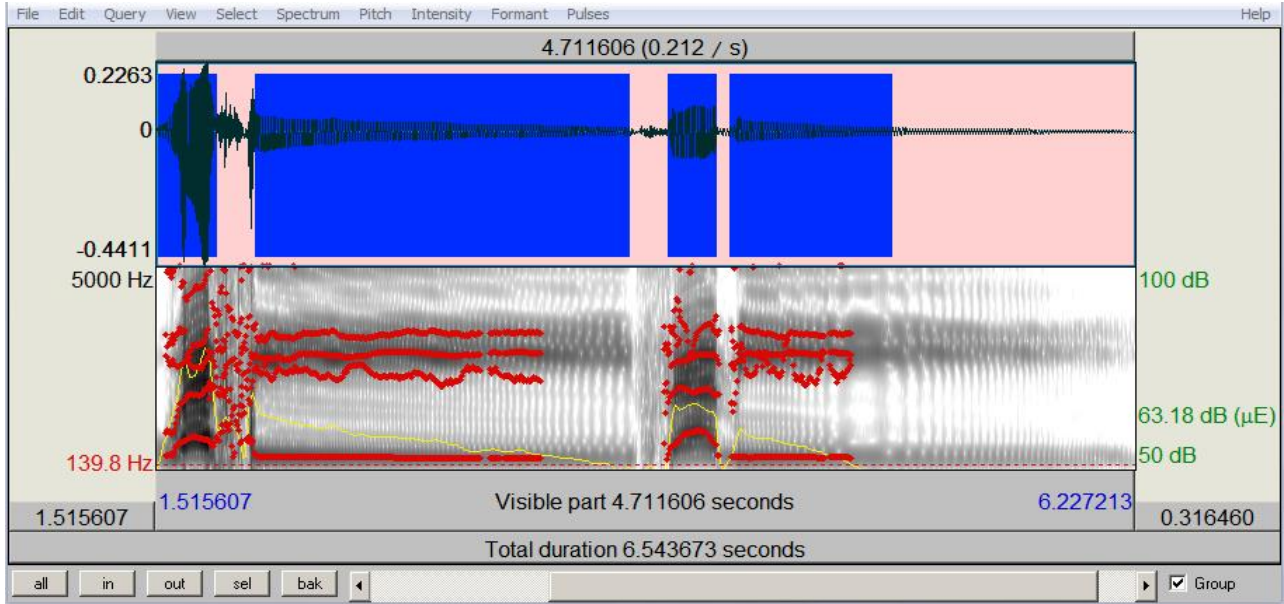 File Edit Query View Select Spectrum Pitch Intensity Formant Pulses Help
4.711606 (0.212 / s)
0.2263
0
-0.4411
5000 Hz 100 dB
63.18 dB (µE)
139.8 Hz 50 dB
1.515607 Visible part 4.711606 seconds 6.227213
1.515607 0.316460
Total duration 6.543673 seconds
all in out sel bak Group